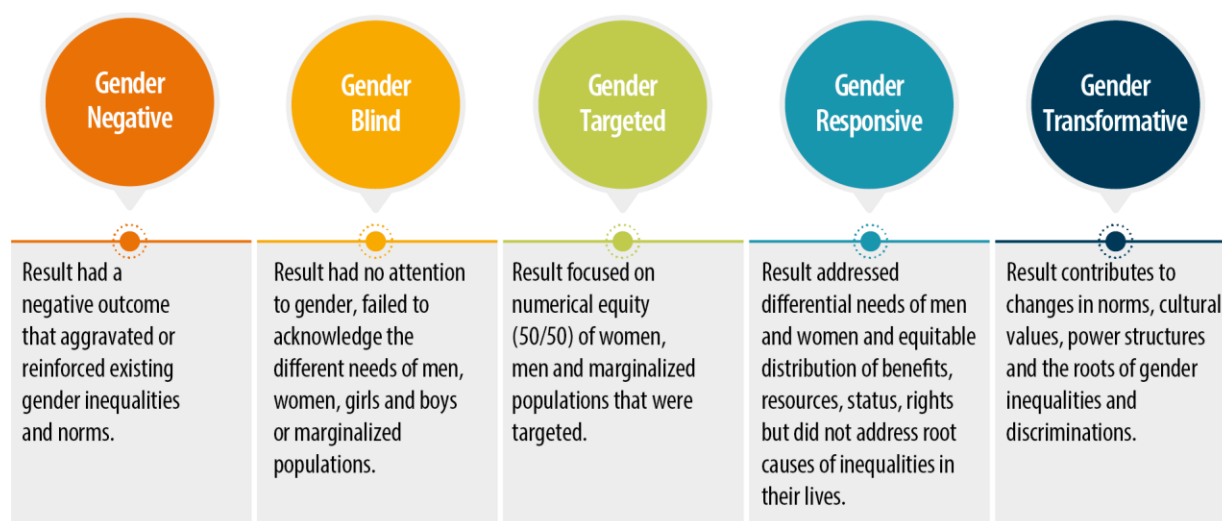 Gender
Negative
Gender
Blind
Gender
Targeted
Gender
Responsive
Gender
Transformative
Result had a
negative outcome
that aggravated or
reinforced existing
gender inequalities
and norms.
Result had no attention
to gender, failed to
acknowledge the
different needs of men,
women, girls and boys
or marginalized
populations.
Result focused on
numerical equity
(50/50) of women,
men and marginalized
populations that were
targeted.
Result addressed
differential needs of men
and women and equitable
distribution of benefits,
resources, status, rights
but did not address root
causes of inequalities in
their lives.
Result contributes to
changes in norms, cultural
values, power structures
and the roots of gender
inequalities and
discriminations.